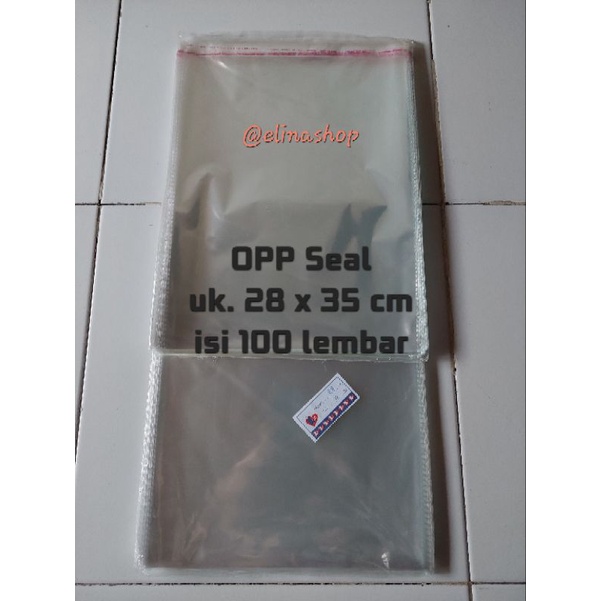 @elinashop
OPP Seal
uk. 28 x 35 cm
isi 100 lembar